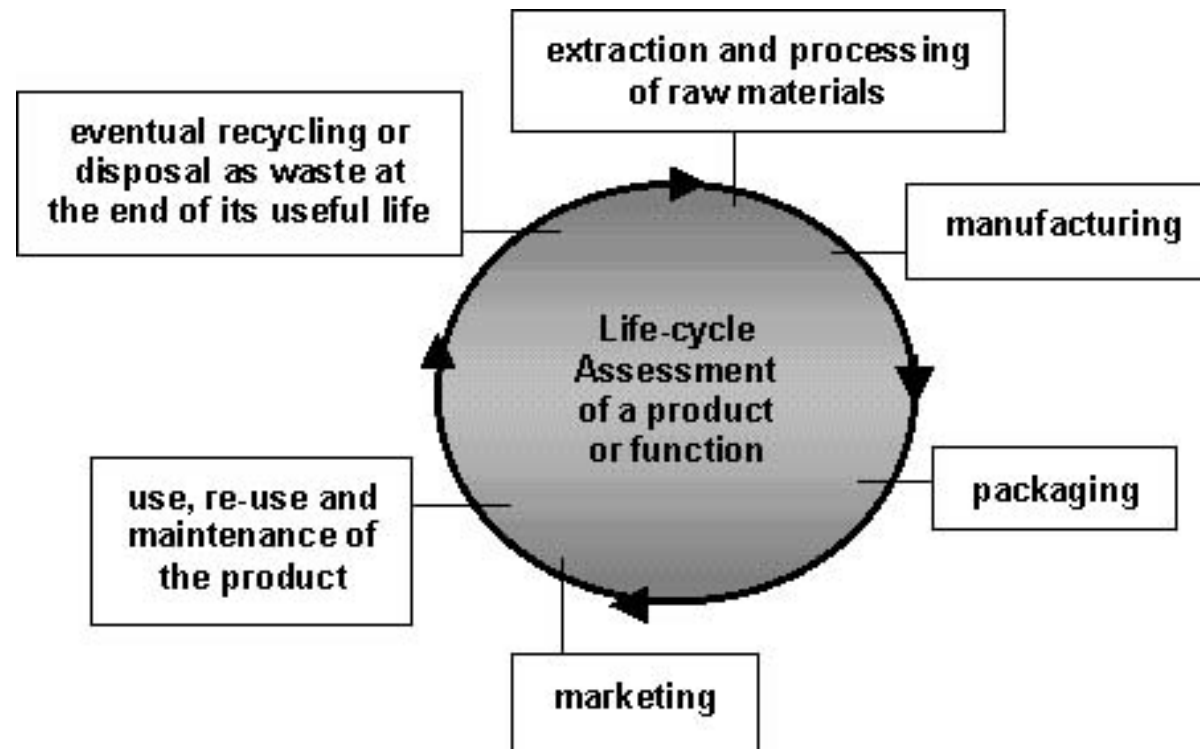 extraction and processing
of raw materials
manufacturing
packaging
marketing
use, re-use and
maintenance of
the product
eventual recycling or
disposal as waste at
the end of its useful life
Life-cycle
Assessment
of a product
or function